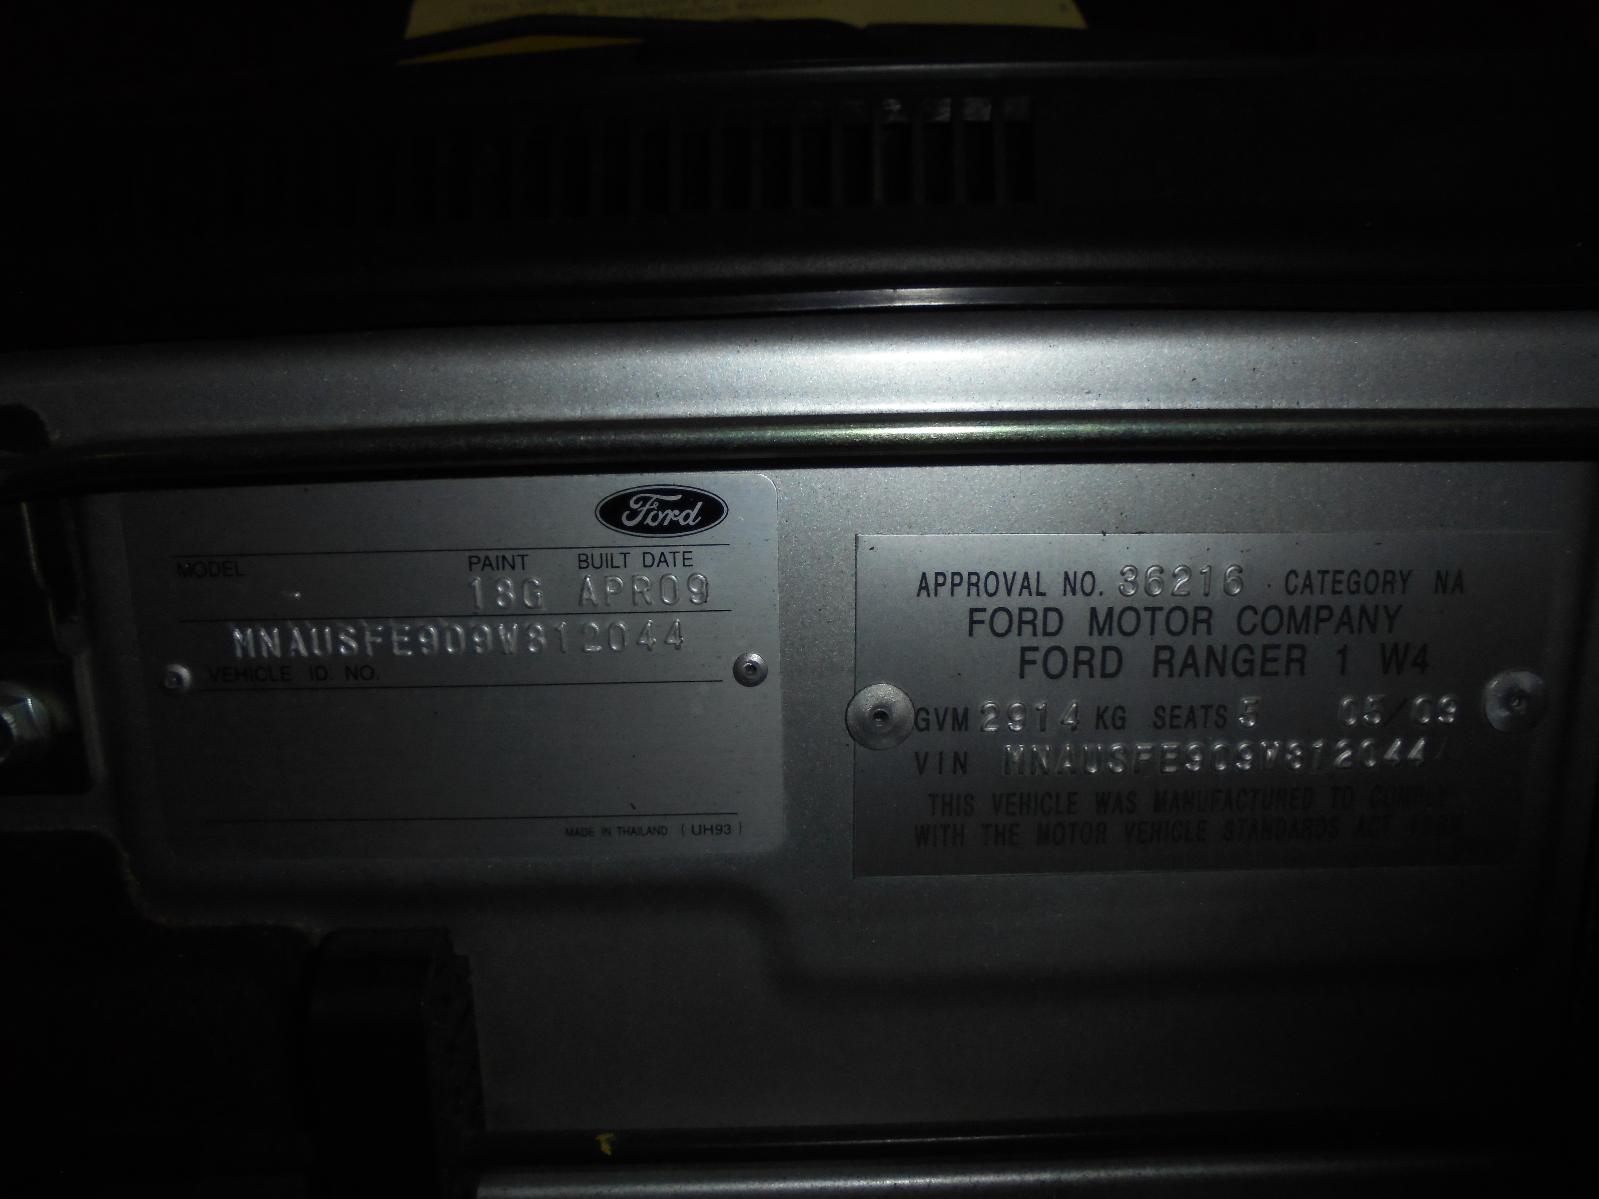 Ford
MODEL PAINT BUILT DATE
18G APR09
MNAUSFE909W812044
VEHICLE ID. NO.
MADE IN THAILAND (UH93)
APPROVAL NO. 36216 CATEGORY NA
FORD MOTOR COMPANY
FORD RANGER 1 W4
GVM 2914 KG SEATS 5 05/09
VIN MNAUSFE909W812044
THIS VEHICLE WAS MANUFACTURED TO COMPLY
WITH THE MOTOR VEHICLE STANDARDS ACT